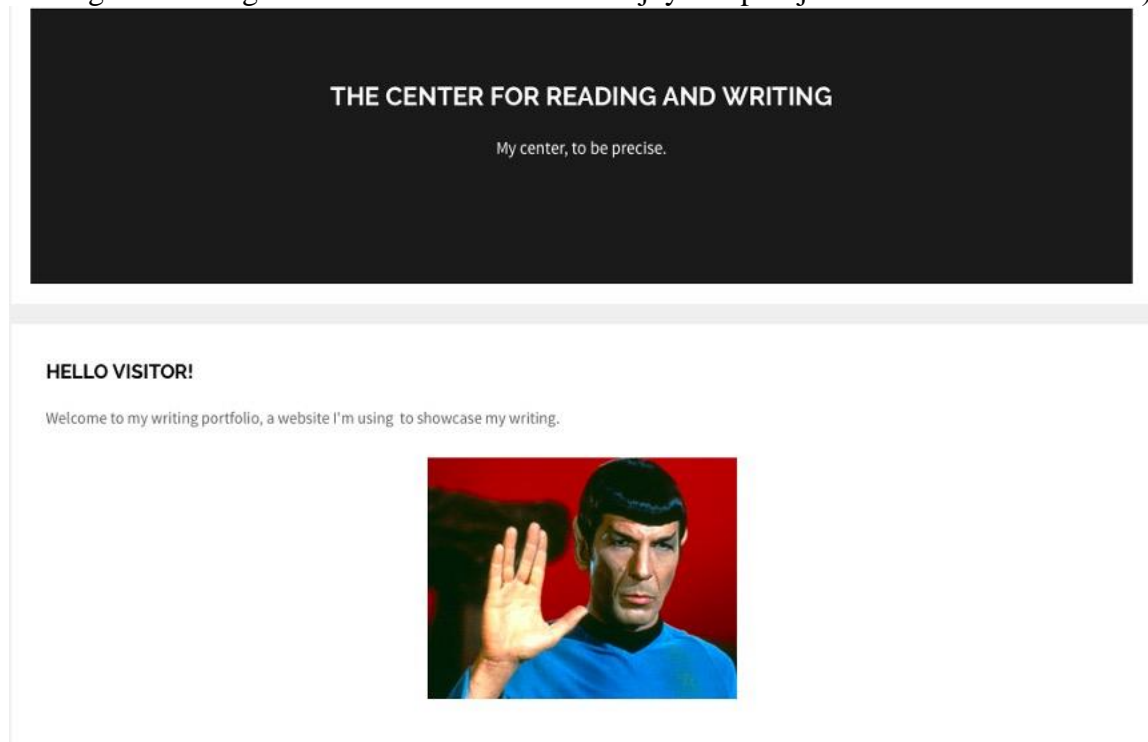 THE CENTER FOR READING AND WRITING
My center, to be precise.
HELLO VISITOR!
Welcome to my writing portfolio, a website I'm using  to showcase my writing.